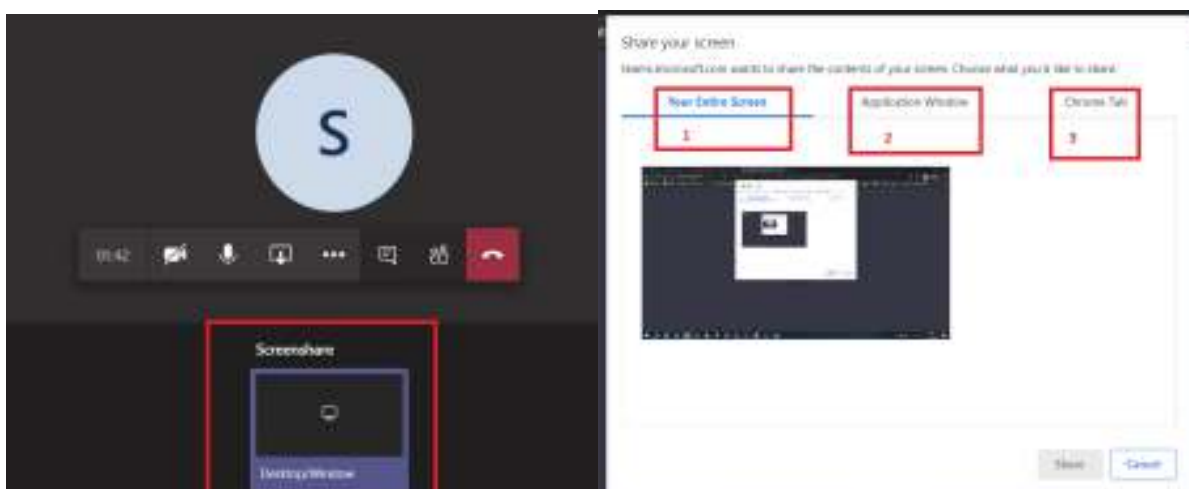 S
01:42
Screenshare
Desktop/Window
Share your screen
teams.microsoft.com wants to share the contents of your screen. Choose what you'd like to share.
Your Entire Screen
Application Window
Chrome Tab
1
2
3
Share
Cancel